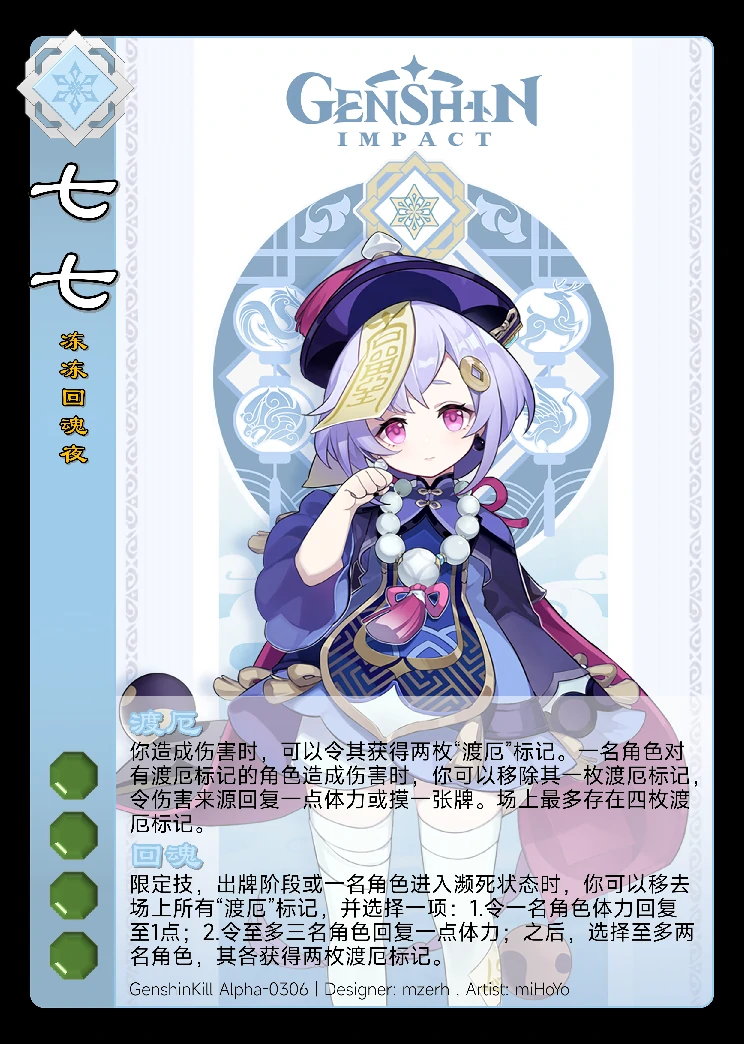 GENSHIN
IMPACT
七七
冻冻回魂夜
渡厄
你造成伤害时，可以令其获得两枚“渡厄”标记。一名角色对
有渡厄标记的角色造成伤害时，你可以移除其一枚渡厄标记，
令伤害来源回复一点体力或摸一张牌。场上最多存在四枚渡
厄标记。
回魂
限定技，出牌阶段或一名角色进入濒死状态时，你可以移去
场上所有“渡厄”标记，并选择一项：1.令一名角色体力回复
至1点；2.令至多三名角色回复一点体力；之后，选择至多两
名角色，其各获得两枚渡厄标记。
GenshinKill Alpha-0306 | Designer: mzerh . Artist: miHoYo